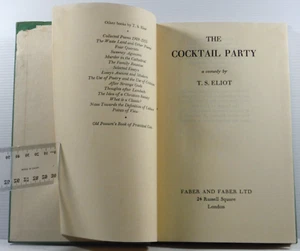 Other books by T. S. Eliot
Collected Poems 1909-1935
The Waste Land and Other Poems
Four Quartets
Sweeney Agonistes
Murder in the Cathedral
The Family Reunion
Selected Essays
Essays Ancient and Modern
The Use of Poetry and the Use of Criticism
After Strange Gods
Thoughts after Lambeth
The Idea of a Christian Society
What is a Classic?
Notes Towards the Definition of Culture
Points of View
Old Possum's Book of Practical Cats
THE
COCKTAIL PARTY
a comedy by
T. S. ELIOT
FABER AND FABER LTD
24 Russell Square
London